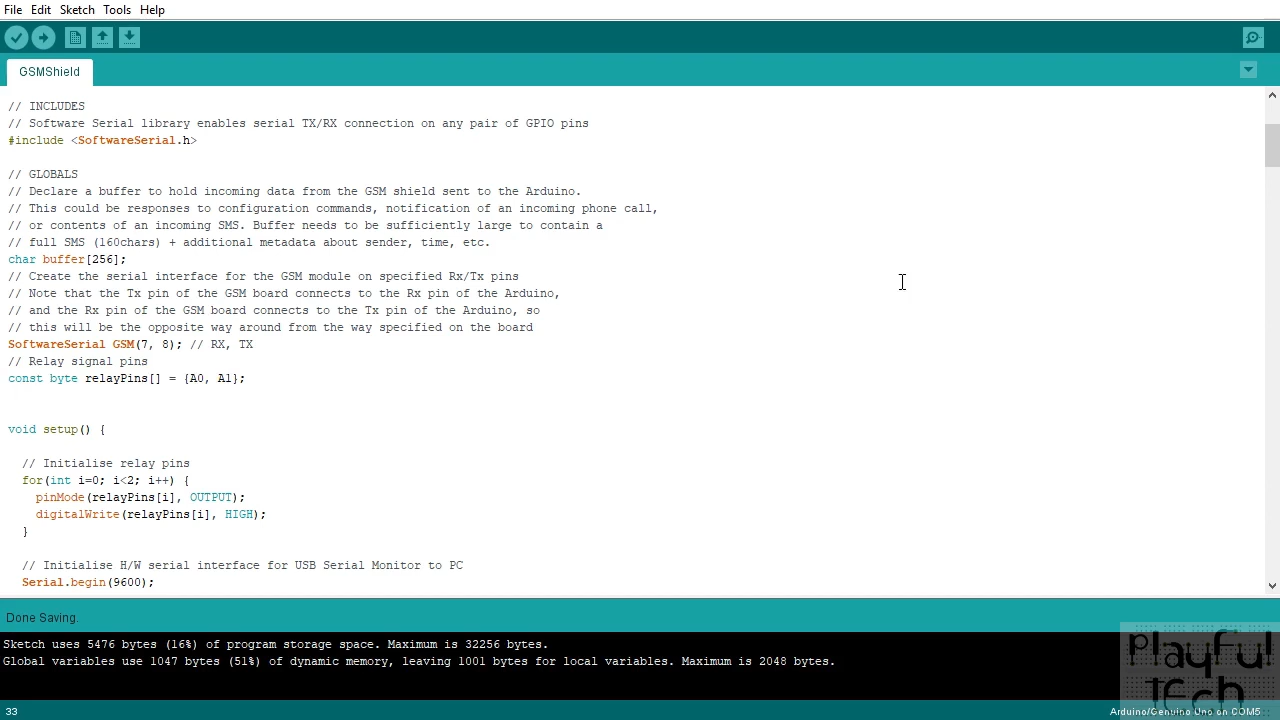 File Edit Sketch Tools Help
GSMShield
// INCLUDES
// Software Serial library enables serial TX/RX connection on any pair of GPIO pins
#include <SoftwareSerial.h>
// GLOBALS
// Declare a buffer to hold incoming data from the GSM shield sent to the Arduino.
// This could be responses to configuration commands, notification of an incoming phone call,
// or contents of an incoming SMS. Buffer needs to be sufficiently large to contain a
// full SMS (160chars) + additional metadata about sender, time, etc.
char buffer[256];
// Create the serial interface for the GSM module on specified Rx/Tx pins
// Note that the Tx pin of the GSM board connects to the Rx pin of the Arduino,
// and the Rx pin of the GSM board connects to the Tx pin of the Arduino, so
// this will be the opposite way around from the way specified on the board
SoftwareSerial GSM(7, 8); // RX, TX
// Relay signal pins
const byte relayPins[] = {A0, A1};
void setup() {
// Initialise relay pins
for(int i=0; i<2; i++) {
pinMode(relayPins[i], OUTPUT);
digitalWrite(relayPins[i], HIGH);
}
// Initialise H/W serial interface for USB Serial Monitor to PC
Serial.begin(9600);
Done Saving.
Sketch uses 5476 bytes (16%) of program storage space. Maximum is 32256 bytes.
Global variables use 1047 bytes (51%) of dynamic memory, leaving 1001 bytes for local variables. Maximum is 2048 bytes.
Playful
Tech
33
Arduino/Genuino Uno on COM5